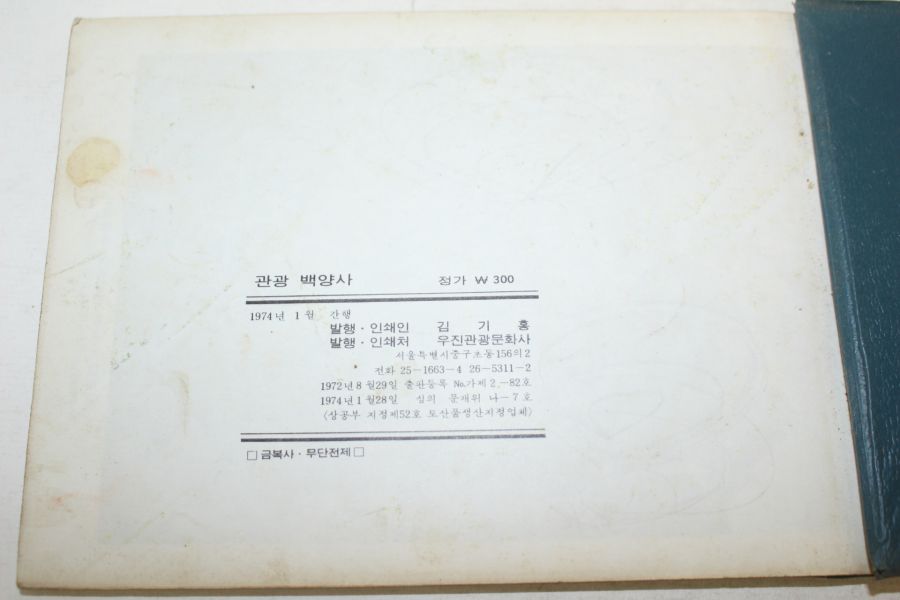 관광 백양사 정가 ₩ 300
1974년 1월 간행
발행・인쇄인 김 기 홍
발행・인쇄처 우진관광문화사
서울특별시중구초동156의2
전화 25-1663-4 26-5311-2
1972년 8월29일 출판등록 No.가제 2-82호
1974년 1월28일 심의 문재위 나-7호
〈상공부 지정제52호 토산품생산지정업체〉
□금복사・무단전제□